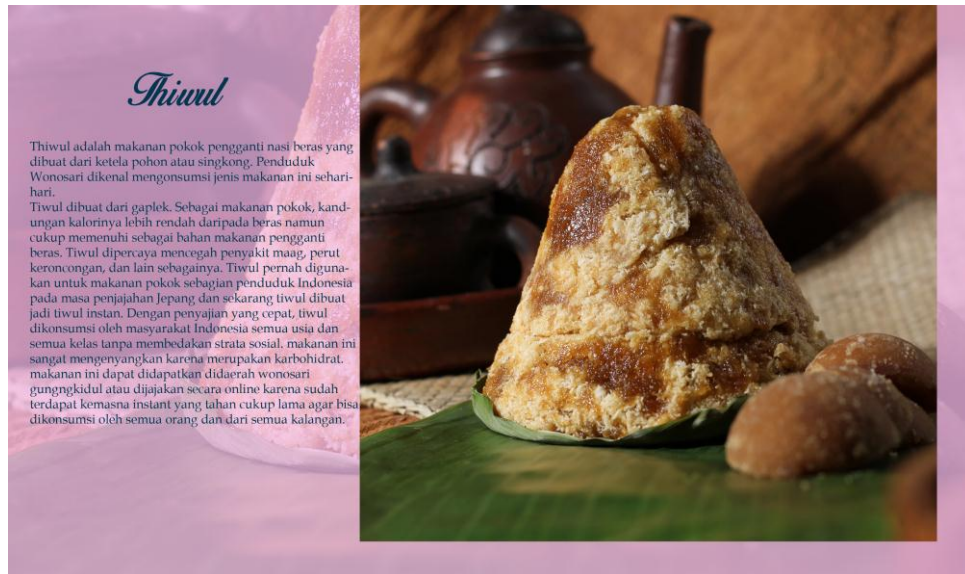 Thiwul
Thiwul adalah makanan pokok pengganti nasi beras yang
dibuat dari ketela pohon atau singkong. Penduduk
Wonosari dikenal mengonsumsi jenis makanan ini sehari-
hari.
Tiwul dibuat dari gaplek. Sebagai makanan pokok, kand-
ungan kalorinya lebih rendah daripada beras namun
cukup memenuhi sebagai bahan makanan pengganti
beras. Tiwul dipercaya mencegah penyakit maag, perut
keroncongan, dan lain sebagainya. Tiwul pernah diguna-
kan untuk makanan pokok sebagian penduduk Indonesia
pada masa penjajahan Jepang dan sekarang tiwul dibuat
jadi tiwul instan. Dengan penyajian yang cepat, tiwul
dikonsumsi oleh masyarakat Indonesia semua usia dan
semua kelas tanpa membedakan strata sosial. makanan ini
sangat mengenyangkan karena merupakan karbohidrat.
makanan ini dapat didapatkan didaerah wonosari
gungngkidul atau dijajakan secara online karena sudah
terdapat kemasna instant yang tahan cukup lama agar bisa
dikonsumsi oleh semua orang dan dari semua kalangan.